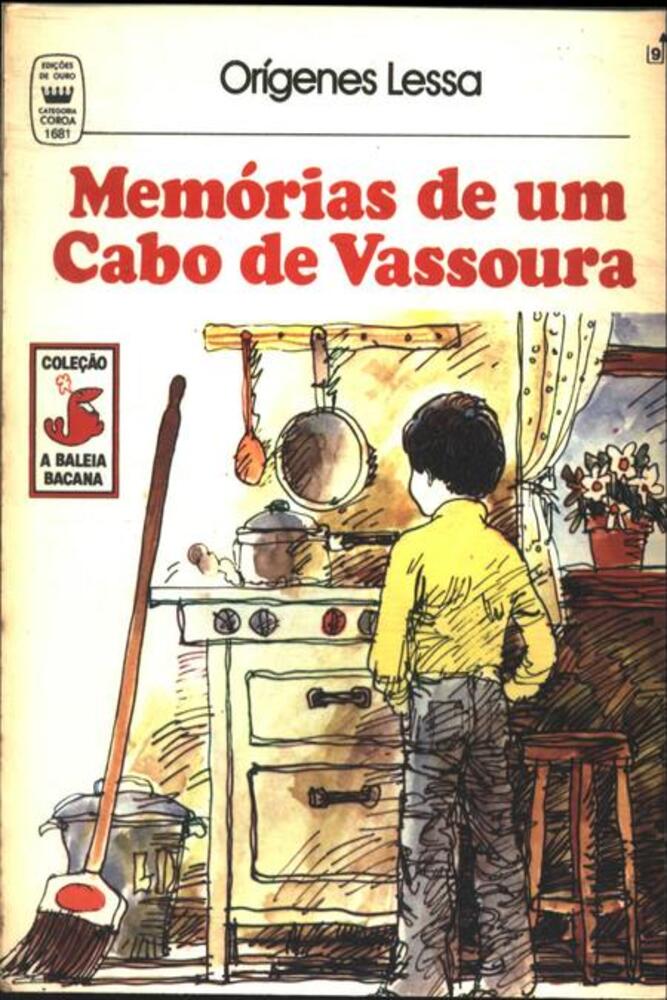 EDIÇÕES
DE OURO
CATEGORIA
COROA
1681
Orígenes Lessa
9
Memórias de um
Cabo de Vassoura
COLEÇÃO
A BALEIA
BACANA